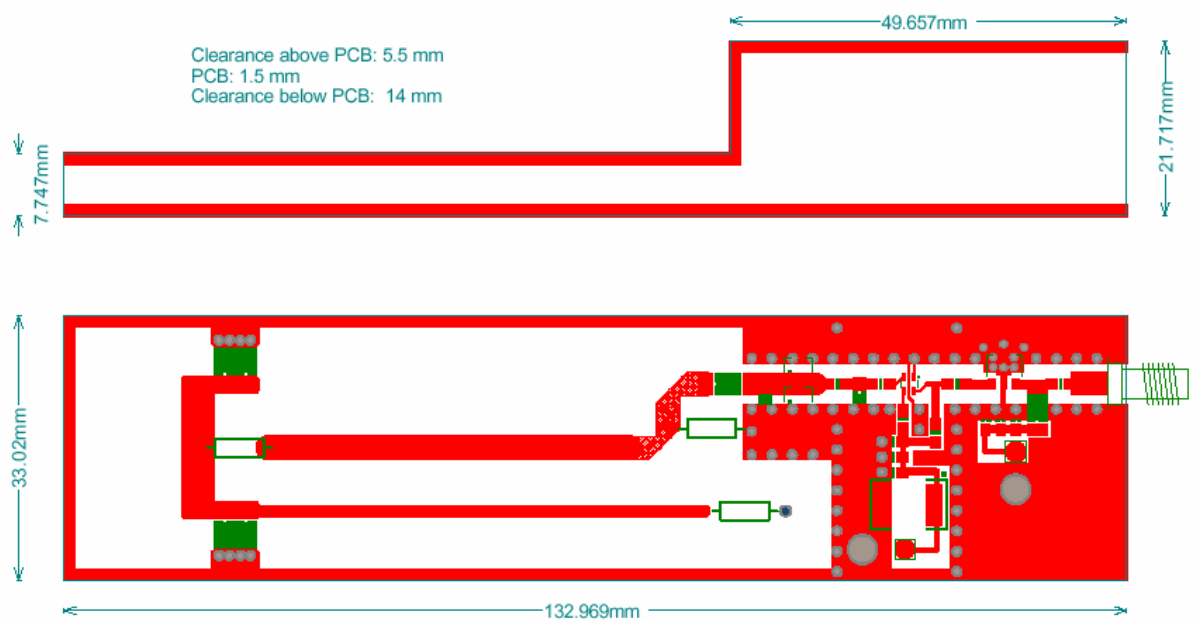 49.657mm
Clearance above PCB: 5.5 mm
PCB: 1.5 mm
Clearance below PCB:  14 mm
7.747mm
21.717mm
33.02mm
132.969mm